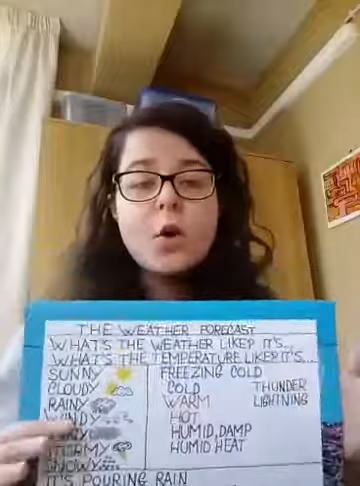 THE WEATHER FORECAST
WHAT'S THE WEATHER LIKE? IT'S...
WHAT'S THE TEMPERATURE LIKE? IT'S...
SUNNY
CLOUDY
RAINY
WINDY
STORMY
SNOWY
FREEZING COLD
COLD
WARM
HOT
HUMID, DAMP
HUMID HEAT
THUNDER
LIGHTNING
IT'S POURING RAIN